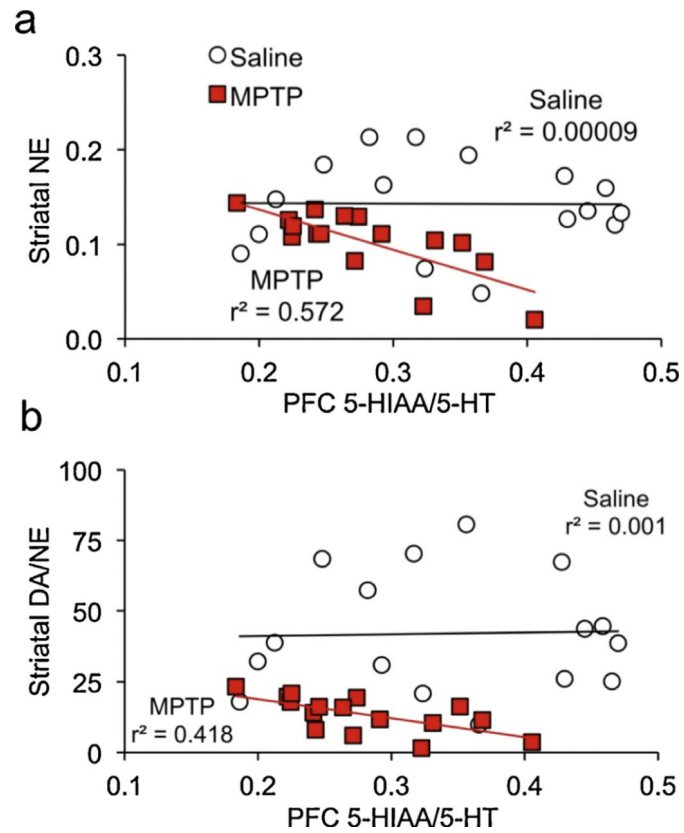 a
0.3
Saline
MPTP
Saline
r² = 0.00009
0.2
Striatal NE
0.1
MPTP
r² = 0.572
0.0
0.1 0.2 0.3 0.4 0.5
PFC 5-HIAA/5-HT
b
100
Saline
r² = 0.001
75
Striatal DA/NE
50
25
MPTP
r² = 0.418
0
0.1 0.2 0.3 0.4 0.5
PFC 5-HIAA/5-HT